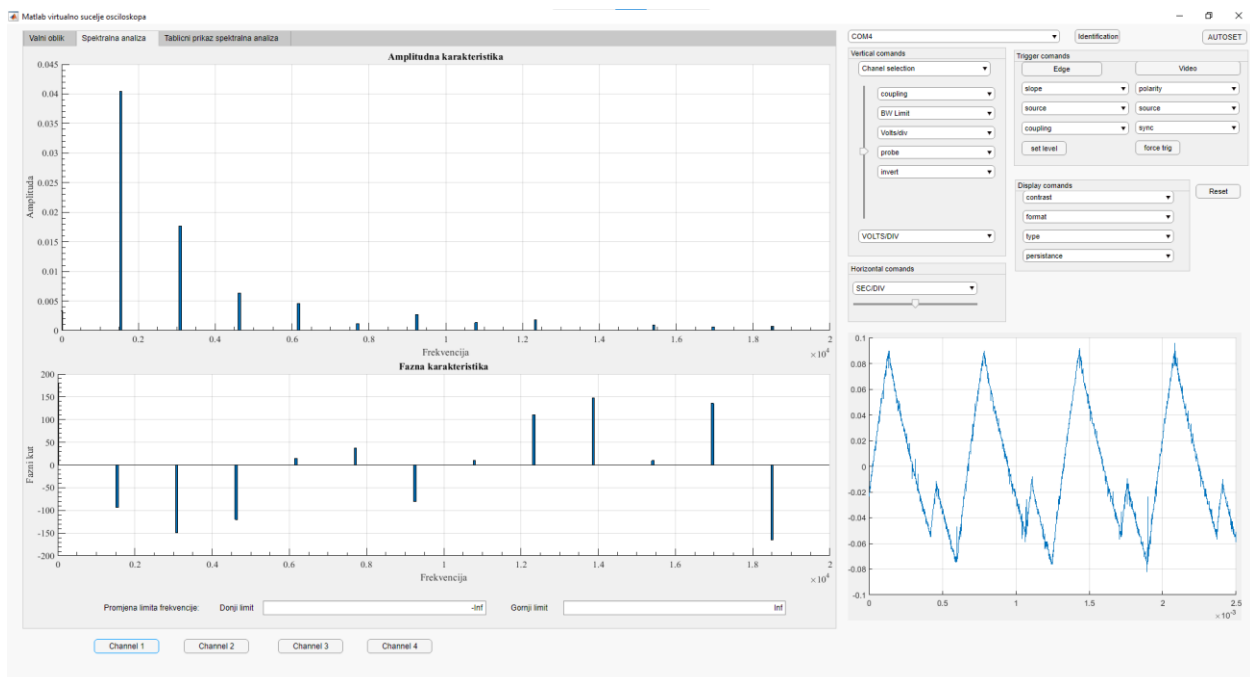 Matlab virtualno sucelje osciloskopa
Valni oblik Spektralna analiza Tablicni prikaz spektralna analiza
Amplitudna karakteristika
0.045
0.04
0.035
0.03
0.025
0.02
0.015
0.01
0.005
0
Amplituda
0 0.2 0.4 0.6 0.8 1 1.2 1.4 1.6 1.8 2
Frekvencija
×10⁴
Fazna karakteristika
200
150
100
50
0
-50
-100
-150
-200
Fazni kut
0 0.2 0.4 0.6 0.8 1 1.2 1.4 1.6 1.8 2
Frekvencija
×10⁴
Promjena limita frekvencije: Donji limit -Inf Gornji limit Inf
Channel 1 Channel 2 Channel 3 Channel 4
COM4 Identification AUTOSET
Vertical comands
Chanel selection
coupling
BW Limit
Volts/div
probe
invert
VOLTS/DIV
Horizontal comands
SEC/DIV
Trigger comands
Edge Video
slope polarity
source source
coupling sync
set level force trig
Display comands
contrast
format
type
persistance
Reset
0.1
0.08
0.06
0.04
0.02
0
-0.02
-0.04
-0.06
-0.08
-0.1
0 0.5 1 1.5 2 2.5
×10⁻³